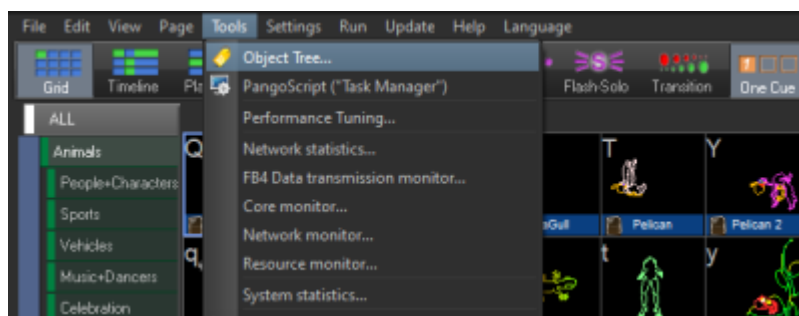 File Edit View Page Tools Settings Run Update Help Language
Object Tree...
Grid Timeline Flash-Solo Transition One Cue
PangoScript ("Task Manager")
ALL
Performance Tuning...
Animals
Network statistics...
Q T Y
People+Characters
FB4 Data transmission monitor...
Sports
Core monitor...
Pelican Pelican 2
Vehicles
Network monitor...
q t y
Music+Dancers
Resource monitor...
Celebration
System statistics...